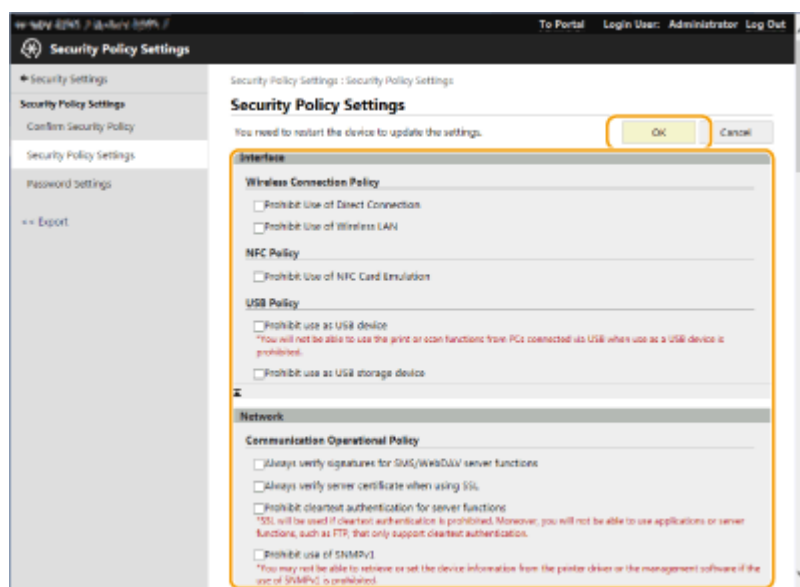 To Portal Login User: Administrator Log Out
Security Policy Settings
Security Settings
Security Policy Settings
Confirm Security Policy
Security Policy Settings
Password Settings
<< Export
Security Policy Settings : Security Policy Settings
Security Policy Settings
You need to restart the device to update the settings.
OK
Cancel
Interface
Wireless Connection Policy
Prohibit Use of Direct Connection
Prohibit Use of Wireless LAN
NFC Policy
Prohibit Use of NFC Card Emulation
USB Policy
Prohibit use as USB device
*You will not be able to use the print or scan functions from PCs connected via USB when use as a USB device is
prohibited.
Prohibit use as USB storage device
Network
Communication Operational Policy
Always verify signatures for SMS/WebDAV server functions
Always verify server certificate when using SSL
Prohibit cleartext authentication for server functions
*SSL will be used if cleartext authentication is prohibited. Moreover, you will not be able to use applications or server
functions, such as FTP, that only support cleartext authentication.
Prohibit use of SNMPv1
*You may not be able to retrieve or set the device information from the printer driver or the management software if the
use of SNMPv1 is prohibited.